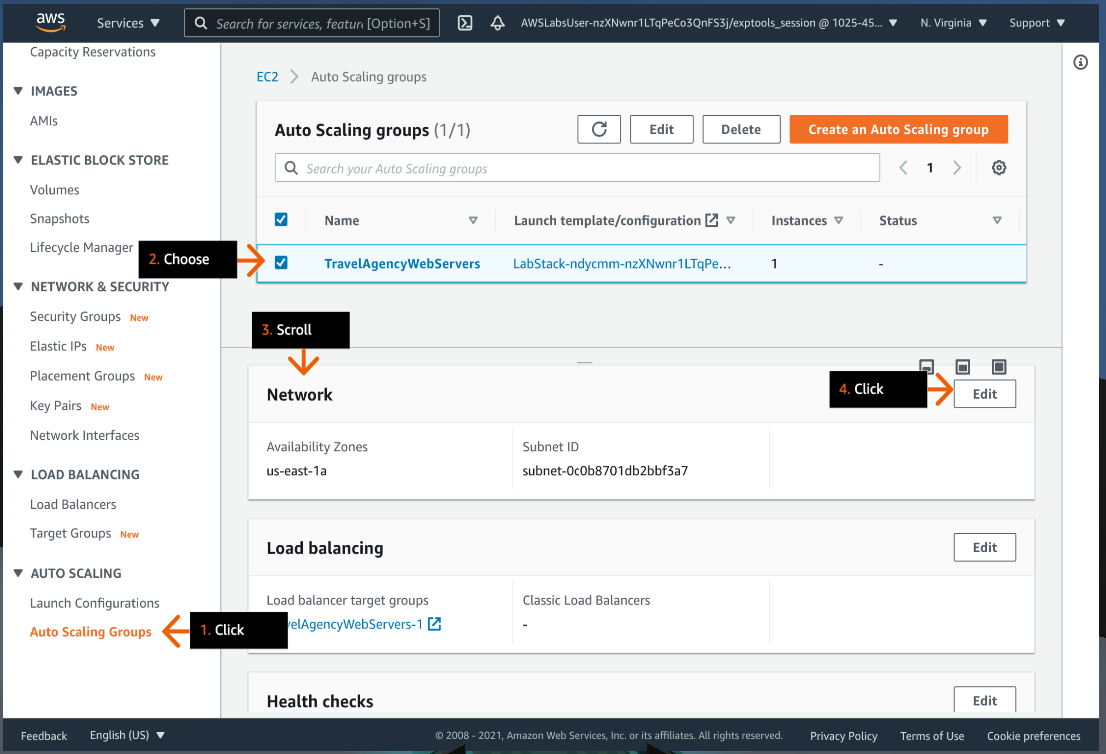 aws Services Search for services, featur [Option+S] AWSLabsUser-nzXNwnr1LTqPeCo3QnFS3j/exptools_session @ 1025-45... N. Virginia Support
Capacity Reservations
IMAGES
AMIs
ELASTIC BLOCK STORE
Volumes
Snapshots
Lifecycle Manager
NETWORK & SECURITY
Security Groups New
Elastic IPs New
Placement Groups New
Key Pairs New
Network Interfaces
LOAD BALANCING
Load Balancers
Target Groups New
AUTO SCALING
Launch Configurations
Auto Scaling Groups
1. Click
EC2 > Auto Scaling groups
Auto Scaling groups (1/1) Edit Delete Create an Auto Scaling group
Search your Auto Scaling groups 1
Name Launch template/configuration Instances Status
2. Choose
TravelAgencyWebServers LabStack-ndycmm-nzXNwnr1LTqPe... 1 -
3. Scroll
Network 4. Click Edit
Availability Zones Subnet ID
us-east-1a subnet-0c0b8701db2bbf3a7
Load balancing Edit
Load balancer target groups Classic Load Balancers
velAgencyWebServers-1 -
Health checks Edit
Feedback English (US) © 2008 - 2021, Amazon Web Services, Inc. or its affiliates. All rights reserved. Privacy Policy Terms of Use Cookie preferences